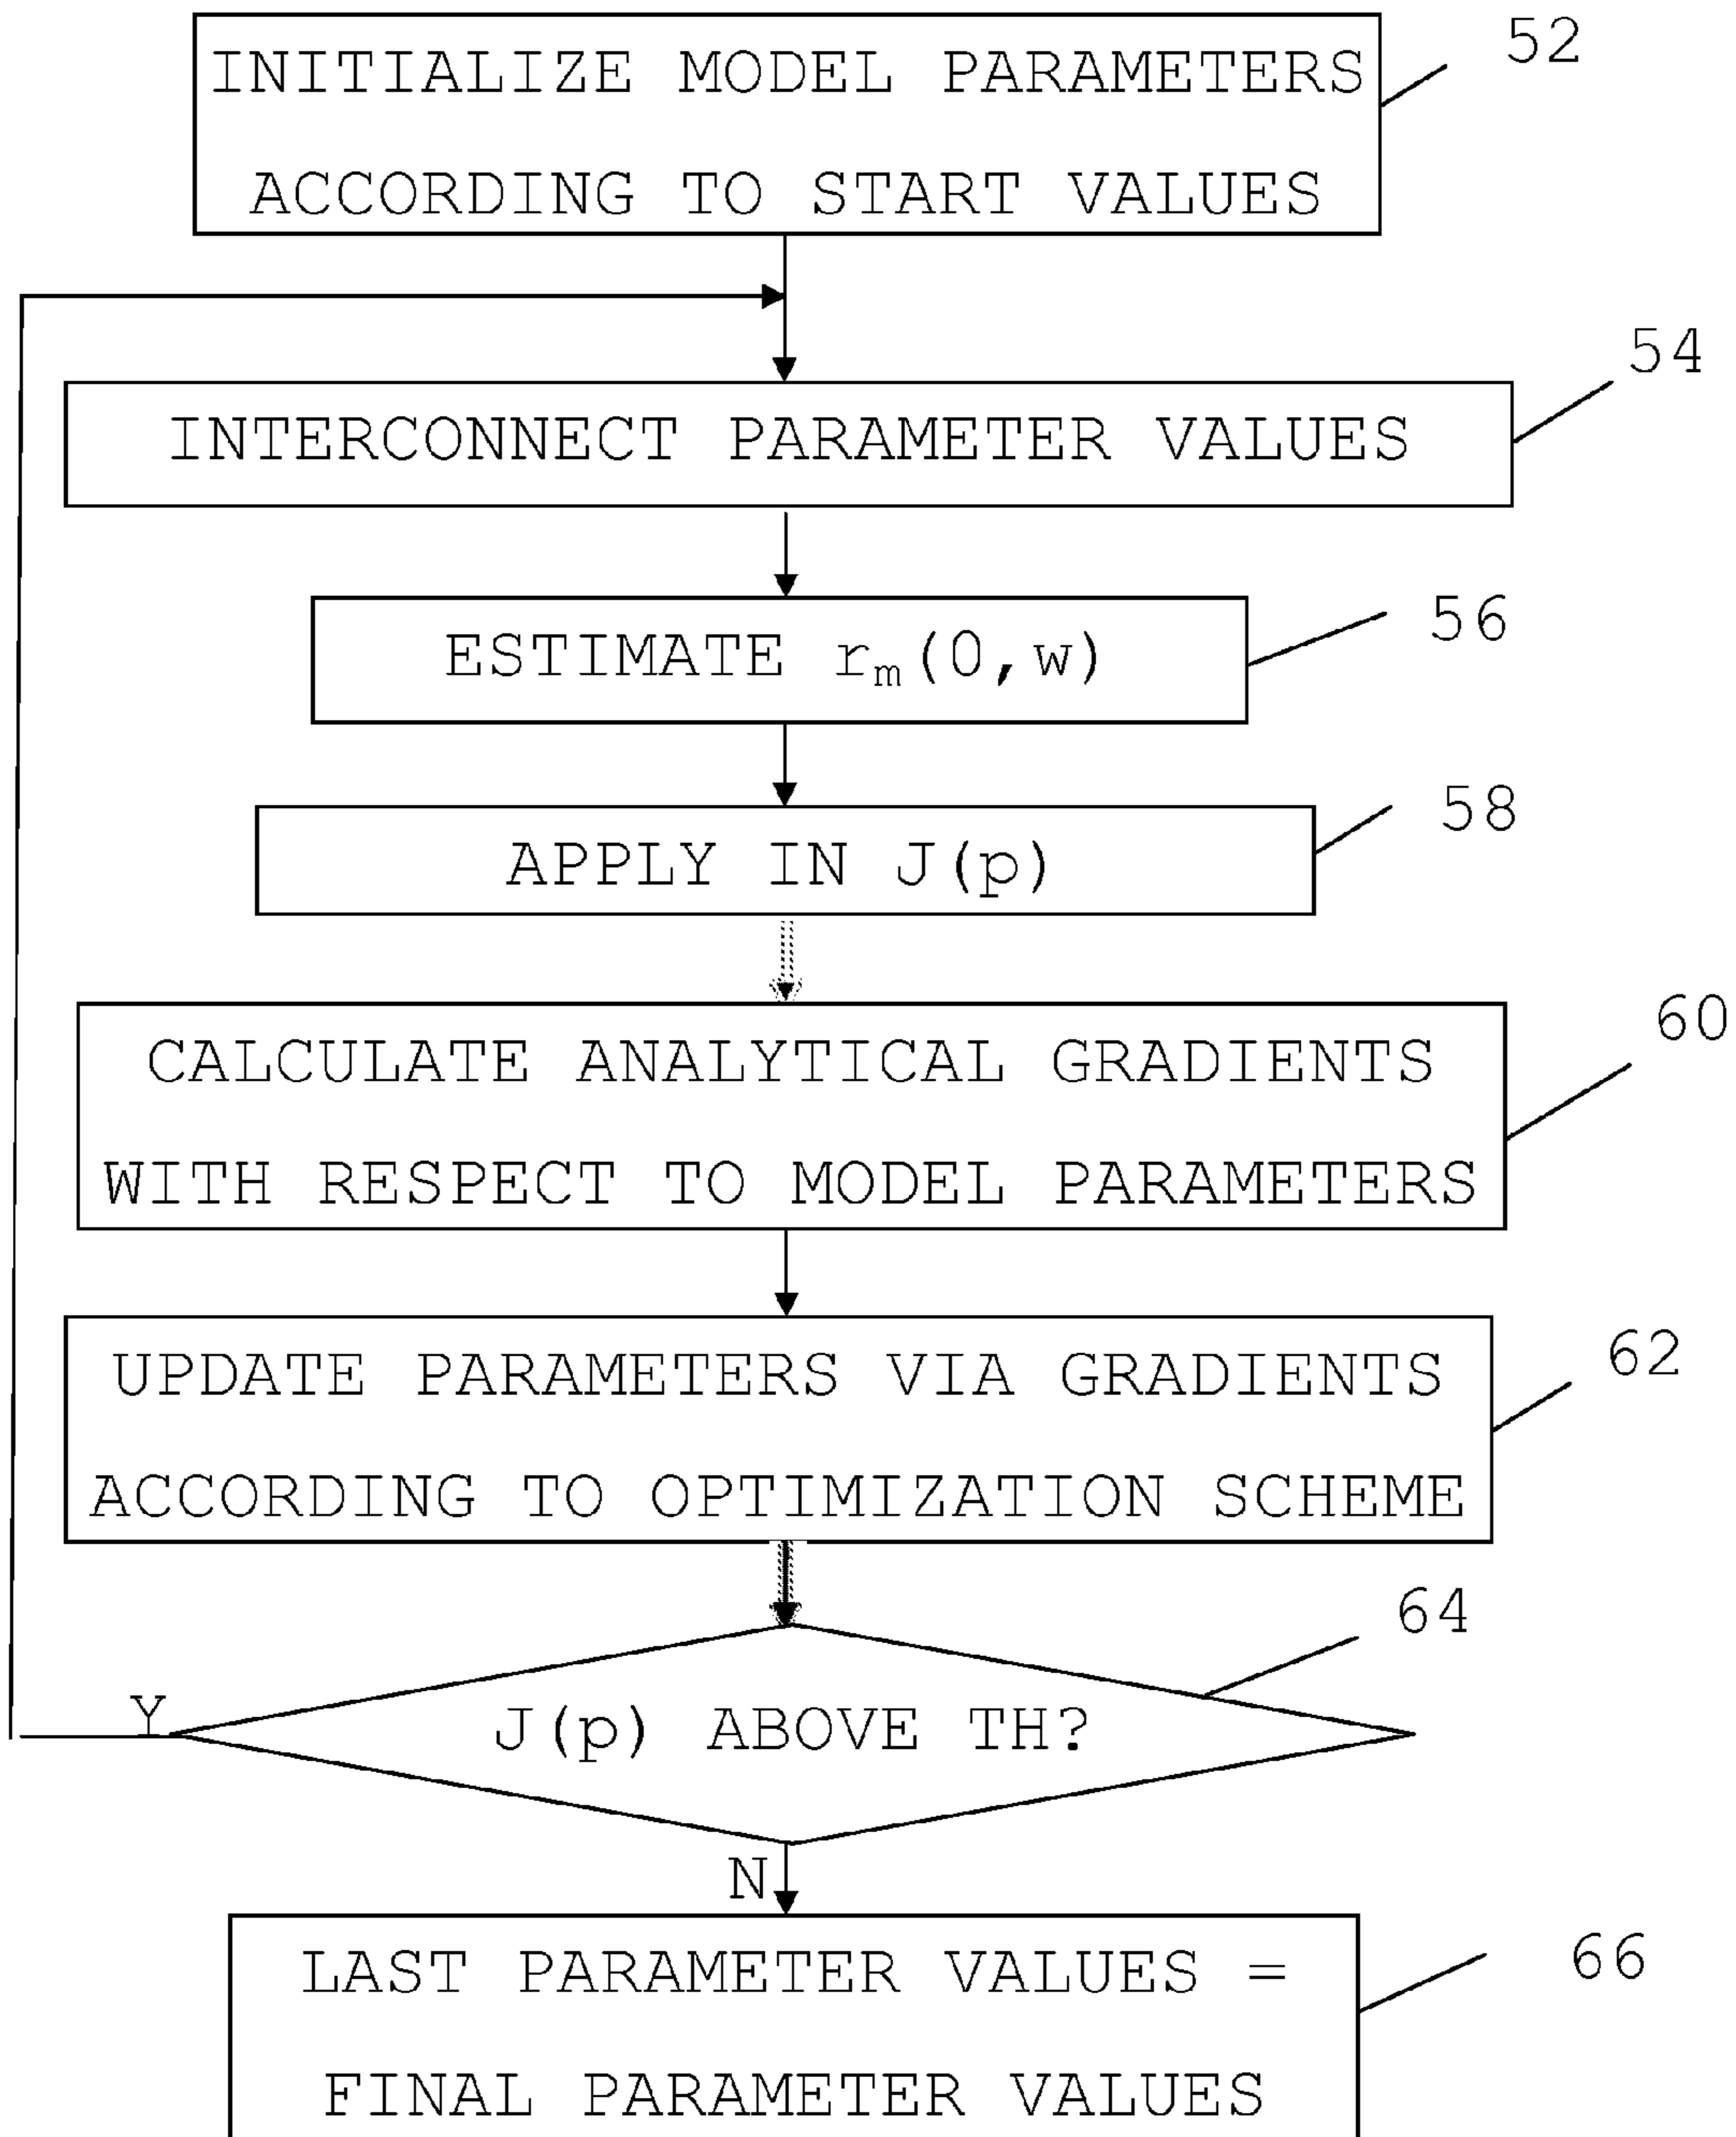 52
INITIALIZE MODEL PARAMETERS
ACCORDING TO START VALUES
54
INTERCONNECT PARAMETER VALUES
56
ESTIMATE rₘ(0,w)
58
APPLY IN J(p)
60
CALCULATE ANALYTICAL GRADIENTS
WITH RESPECT TO MODEL PARAMETERS
62
UPDATE PARAMETERS VIA GRADIENTS
ACCORDING TO OPTIMIZATION SCHEME
64
Y
J(p) ABOVE TH?
N
66
LAST PARAMETER VALUES =
FINAL PARAMETER VALUES